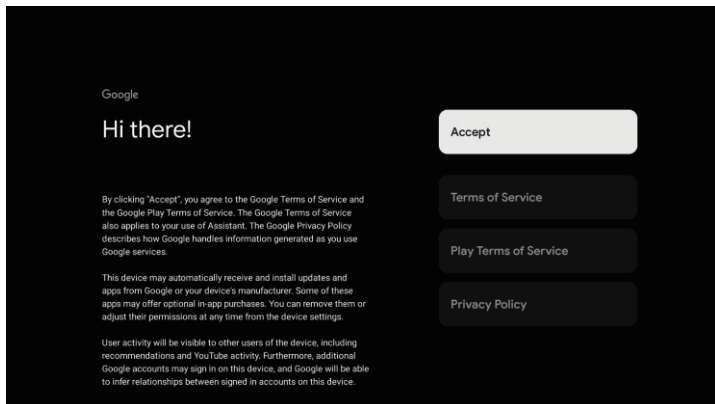 Google
Hi there!
By clicking "Accept", you agree to the Google Terms of Service and
the Google Play Terms of Service. The Google Terms of Service
also applies to your use of Assistant. The Google Privacy Policy
describes how Google handles information generated as you use
Google services.
This device may automatically receive and install updates and
apps from Google or your device's manufacturer. Some of these
apps may offer optional in-app purchases. You can remove them or
adjust their permissions at any time from the device settings.
User activity will be visible to other users of the device, including
recommendations and YouTube activity. Furthermore, additional
Google accounts may sign in on this device, and Google will be able
to infer relationships between signed in accounts on this device.
Accept
Terms of Service
Play Terms of Service
Privacy Policy